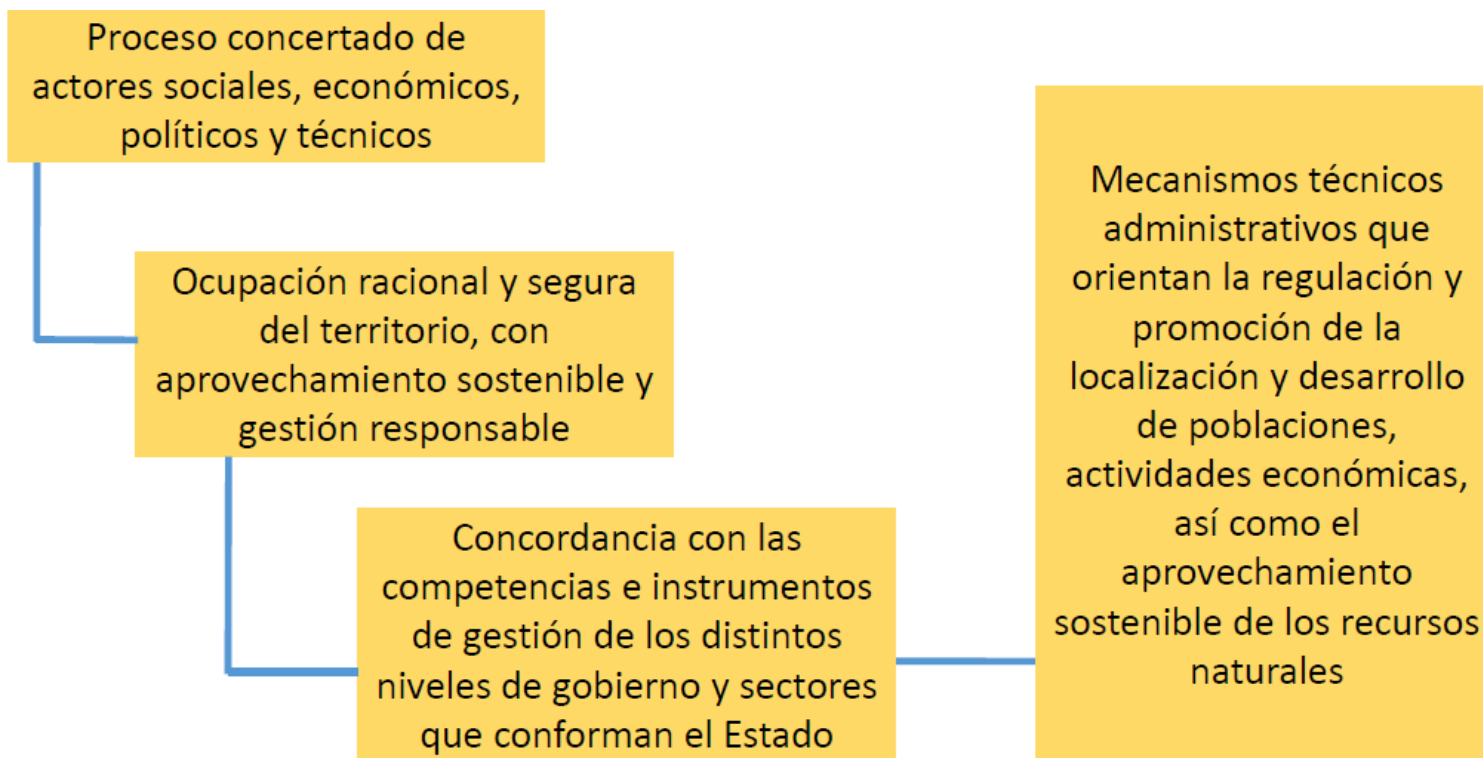 Proceso concertado de
actores sociales, económicos,
políticos y técnicos
Ocupación racional y segura
del territorio, con
aprovechamiento sostenible y
gestión responsable
Concordancia con las
competencias e instrumentos
de gestión de los distintos
niveles de gobierno y sectores
que conforman el Estado
Mecanismos técnicos
administrativos que
orientan la regulación y
promoción de la
localización y desarrollo
de poblaciones,
actividades económicas,
así como el
aprovechamiento
sostenible de los recursos
naturales